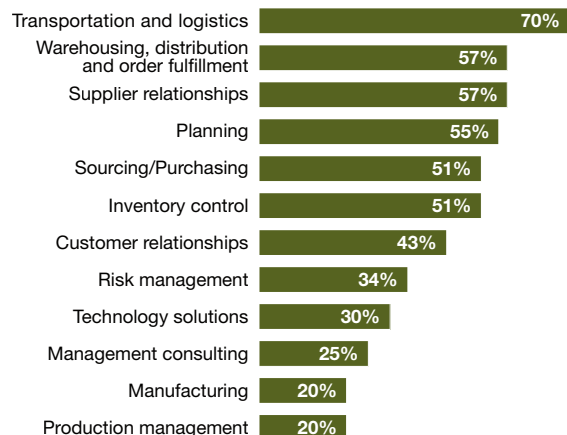 Transportation and logistics 70%
Warehousing, distribution
and order fulfillment 57%
Supplier relationships 57%
Planning 55%
Sourcing/Purchasing 51%
Inventory control 51%
Customer relationships 43%
Risk management 34%
Technology solutions 30%
Management consulting 25%
Manufacturing 20%
Production management 20%